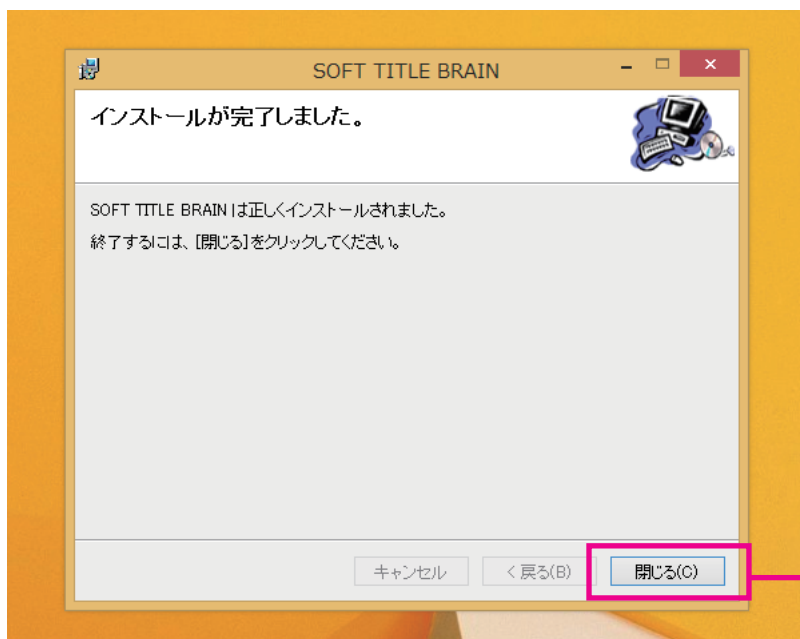 SOFT TITLE BRAIN
インストールが完了しました。
SOFT TITLE BRAIN は正しくインストールされました。
終了するには、[閉じる]をクリックしてください。
キャンセル
< 戻る(B)
閉じる(C)